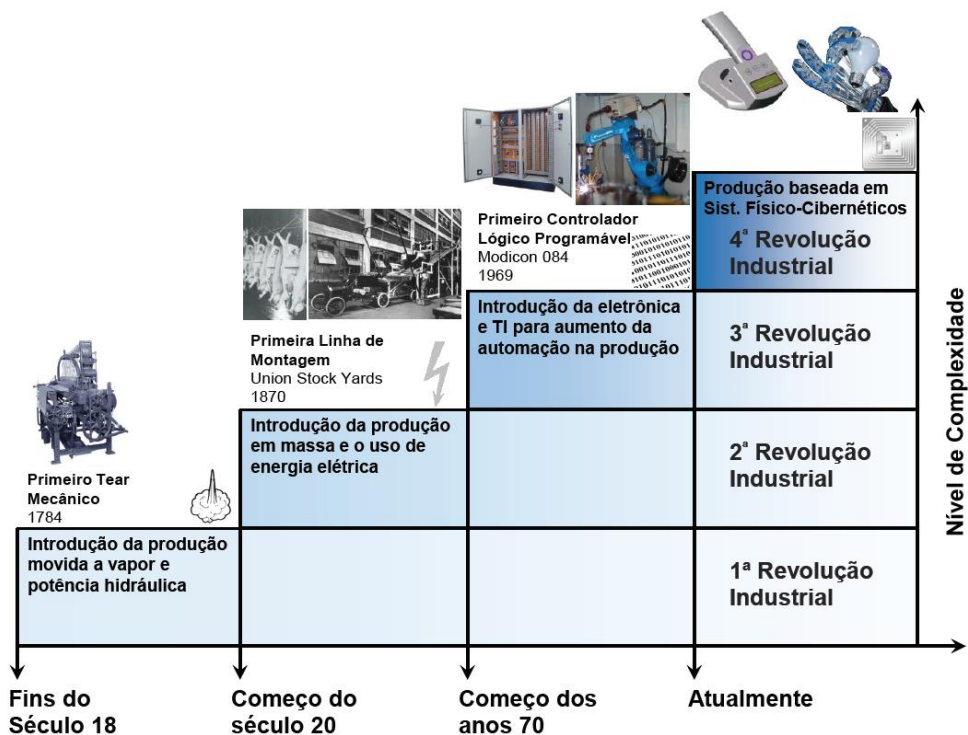 Produção baseada em
Sist. Físico-Cibernéticos
4ª Revolução
Industrial
Primeiro Controlador
Lógico Programável
Modicon 084
1969
Introdução da eletrônica
e TI para aumento da
automação na produção
3ª Revolução
Industrial
Primeira Linha de
Montagem
Union Stock Yards
1870
Introdução da produção
em massa e o uso de
energia elétrica
2ª Revolução
Industrial
Primeiro Tear
Mecânico
1784
Introdução da produção
movida a vapor e
potência hidráulica
1ª Revolução
Industrial
Nível de Complexidade
Fins do
Século 18
Começo do
século 20
Começo dos
anos 70
Atualmente